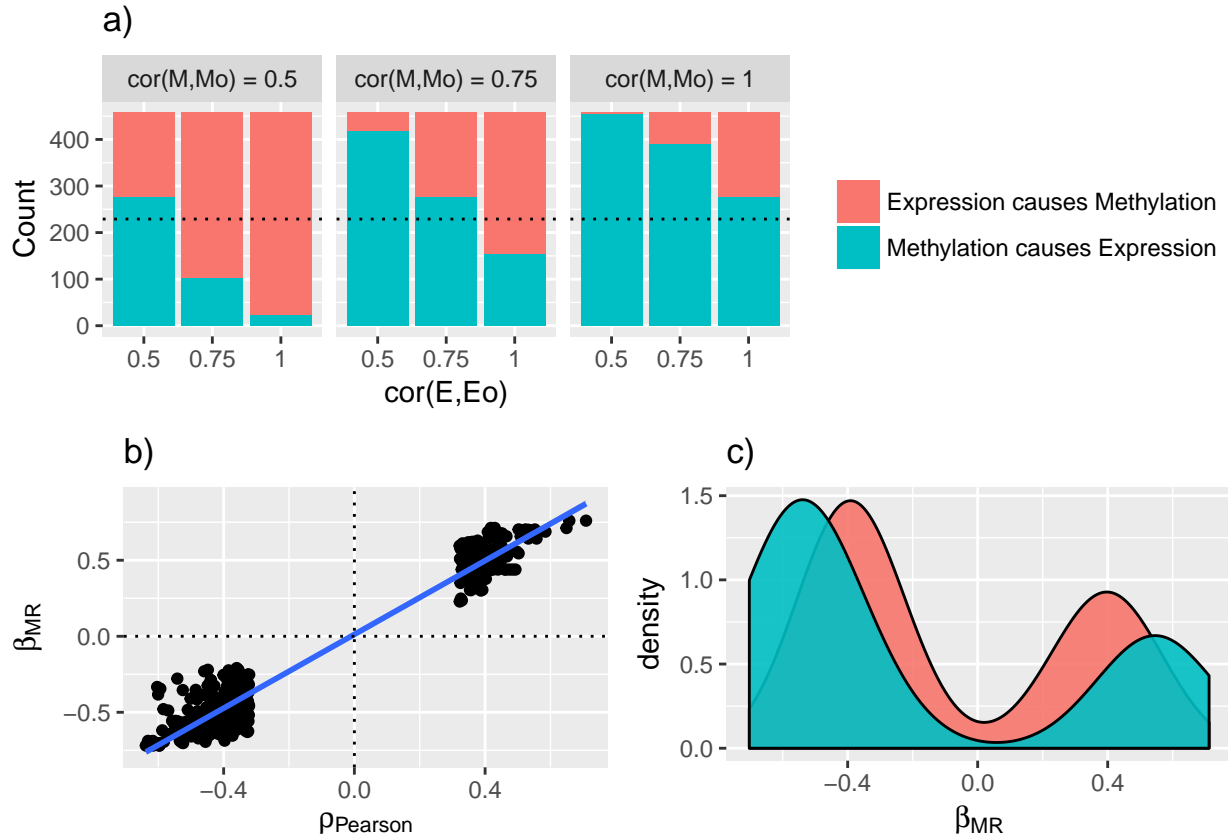 a)
cor(M,Mo) = 0.5
cor(M,Mo) = 0.75
cor(M,Mo) = 1
400
300
200
100
0
Count
0.5 0.75 1
0.5 0.75 1
0.5 0.75 1
cor(E,Eo)
Expression causes Methylation
Methylation causes Expression
b)
0.5
0.0
−0.5
βMR
−0.4 0.0 0.4
ρPearson
c)
1.5
1.0
0.5
0.0
density
−0.4 0.0 0.4
βMR